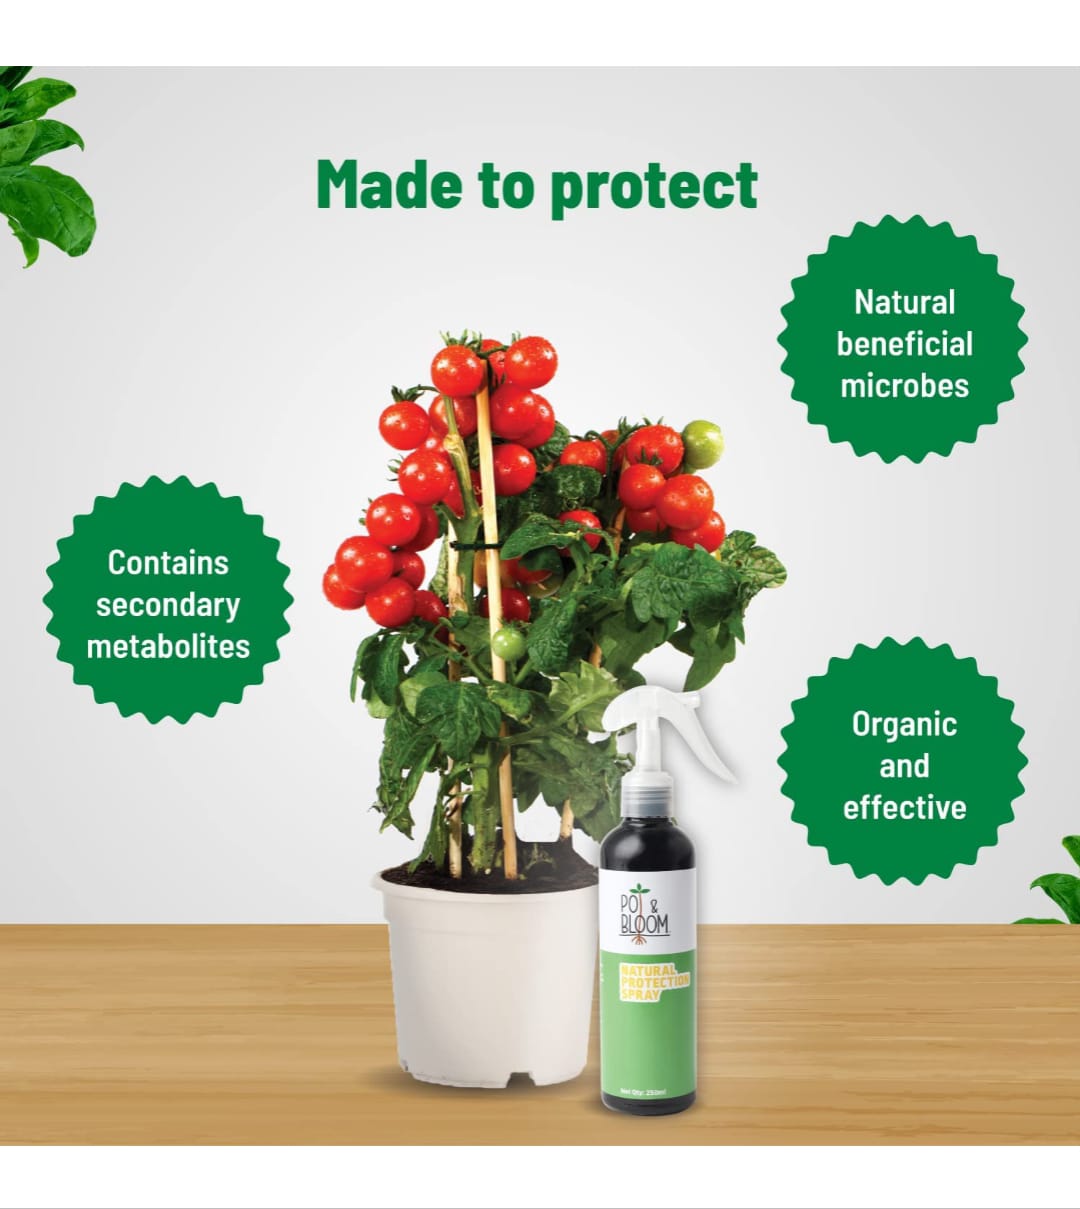 Made to protect
Natural
beneficial
microbes
Contains
secondary
metabolites
Organic
and
effective
POT &
BLOOM
NATURAL
PROTECTION
SPRAY
Net Qty: 250ml